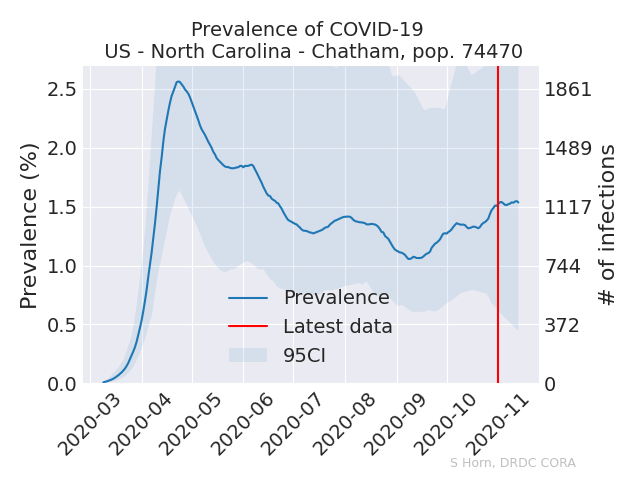 Prevalence of COVID-19
US - North Carolina - Chatham, pop. 74470
Prevalence (%)
2.5
2.0
1.5
1.0
0.5
0.0
1861
1489
1117
744
372
0
# of infections
Prevalence
Latest data
95CI
2020-03
2020-04
2020-05
2020-06
2020-07
2020-08
2020-09
2020-10
2020-11
S Horn, DRDC CORA